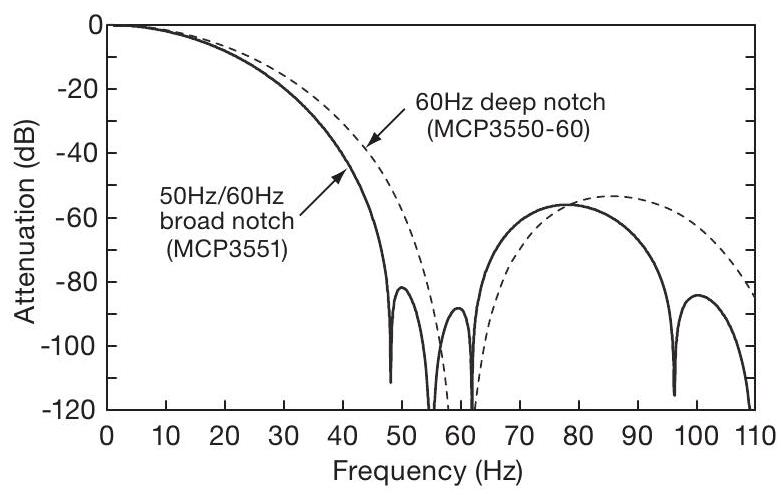 0
-20
-40
-60
-80
-100
-120
Attenuation (dB)
60Hz deep notch
(MCP3550-60)
50Hz/60Hz
broad notch
(MCP3551)
0 10 20 30 40 50 60 70 80 90 100 110
Frequency (Hz)